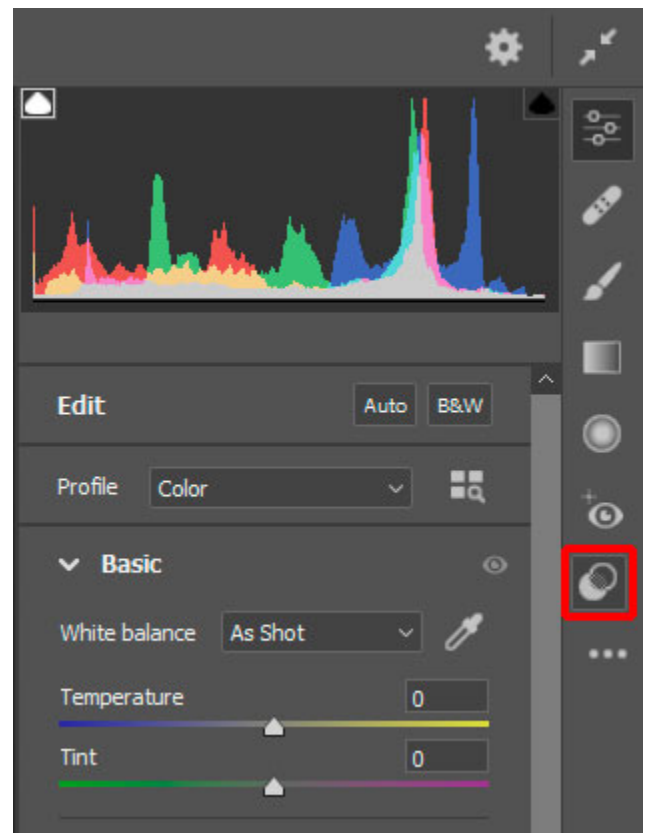 Edit Auto B&W
Profile Color
Basic
White balance As Shot
Temperature 0
Tint 0